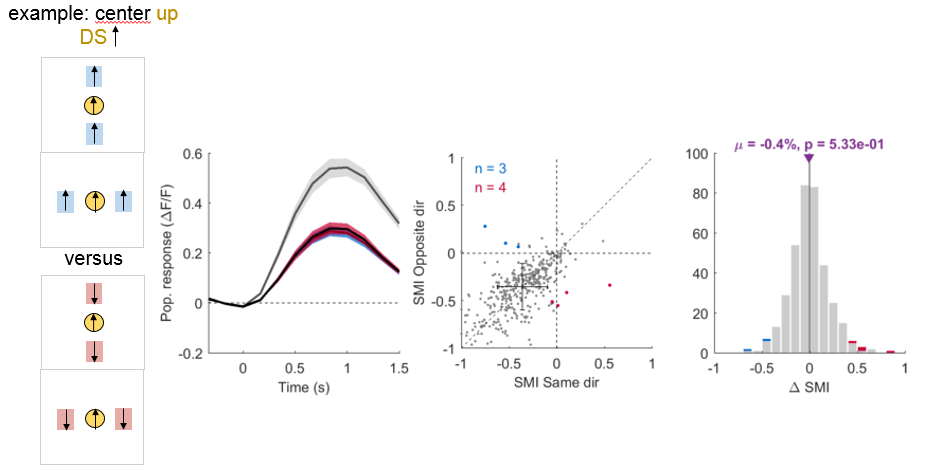 example: center up
DS
versus
Pop. response (ΔF/F)
0.6
0.4
0.2
0
-0.2
0
0.5
1
1.5
Time (s)
SMI Opposite dir
1
0.5
0
-0.5
-1
n = 3
n = 4
-1
-0.5
0
0.5
1
SMI Same dir
μ = -0.4%, p = 5.33e-01
100
80
60
40
20
0
-1
-0.5
0
0.5
1
Δ SMI